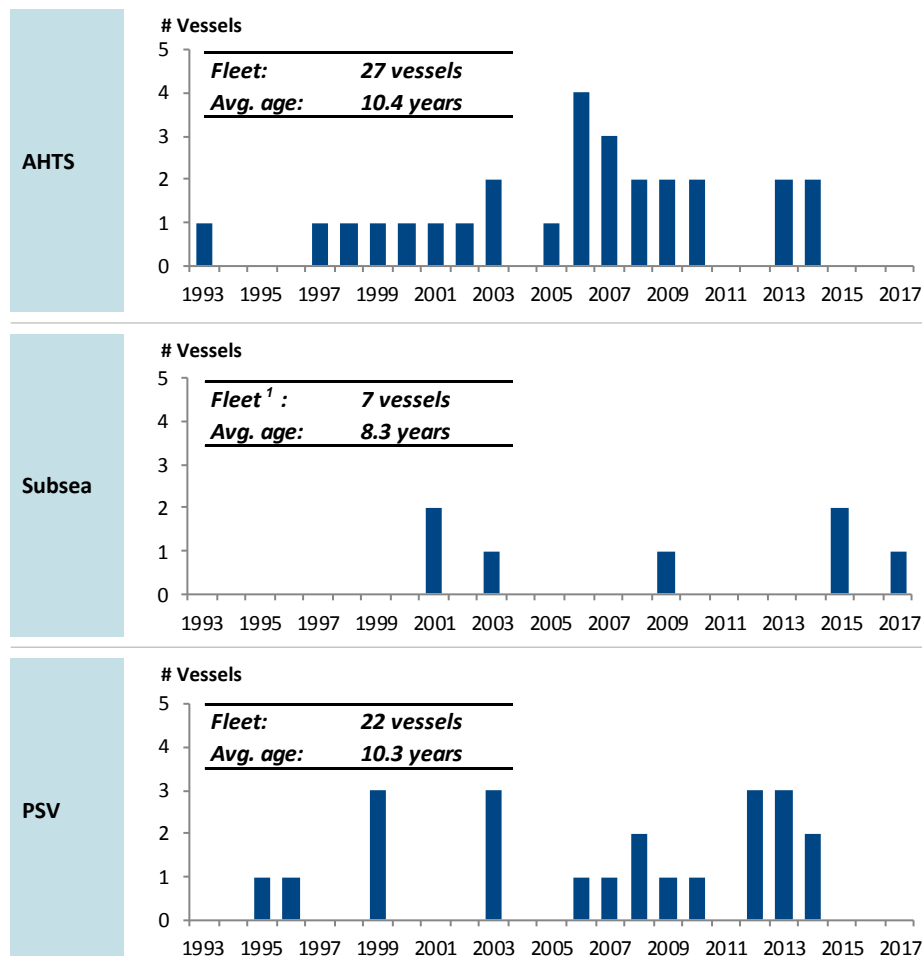 # Vessels
5
Fleet: 27 vessels
4
Avg. age: 10.4 years
3
AHTS
2
1
0
1993 1995 1997 1999 2001 2003 2005 2007 2009 2011 2013 2015 2017
# Vessels
5
Fleet 1 : 7 vessels
4
Avg. age: 8.3 years
3
Subsea
2
1
0
1993 1995 1997 1999 2001 2003 2005 2007 2009 2011 2013 2015 2017
# Vessels
5
Fleet: 22 vessels
4
Avg. age: 10.3 years
3
PSV
2
1
0
1993 1995 1997 1999 2001 2003 2005 2007 2009 2011 2013 2015 2017